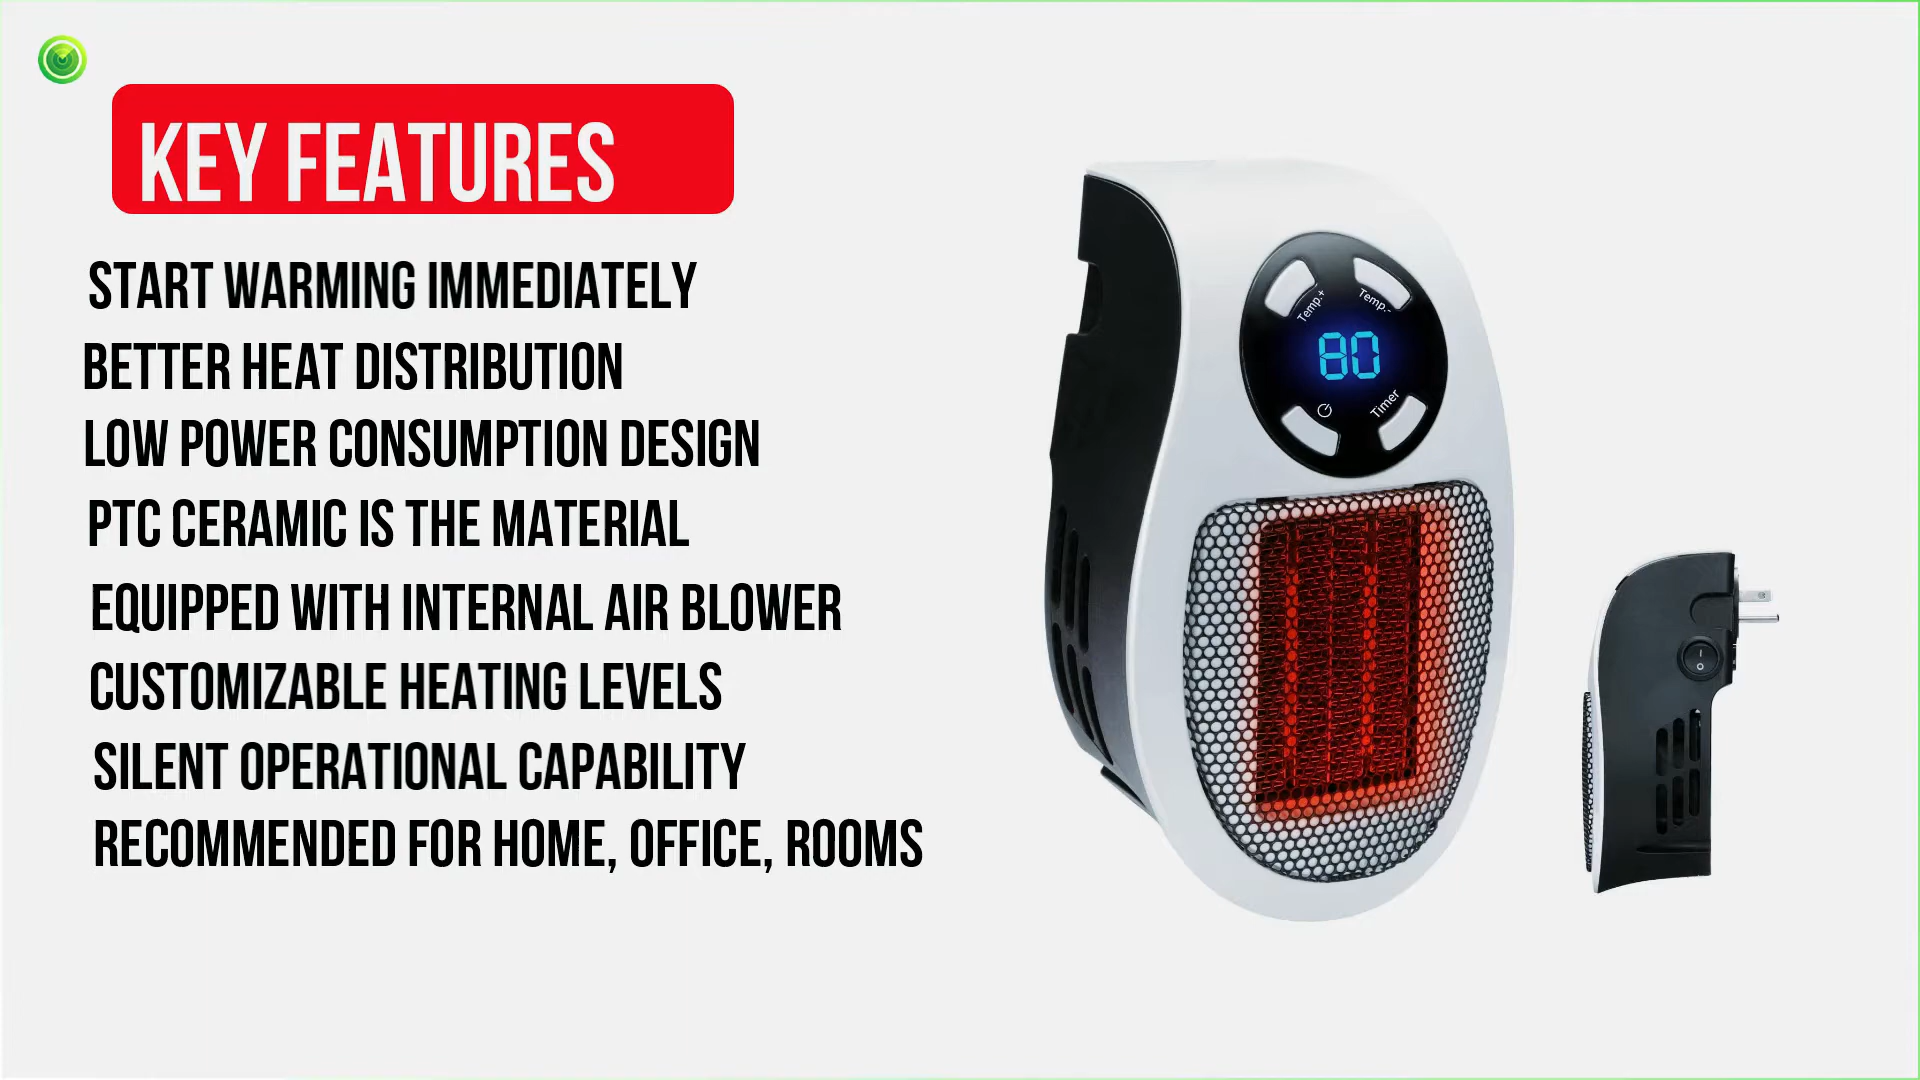 KEY FEATURES
START WARMING IMMEDIATELY
BETTER HEAT DISTRIBUTION
LOW POWER CONSUMPTION DESIGN
PTC CERAMIC IS THE MATERIAL
EQUIPPED WITH INTERNAL AIR BLOWER
CUSTOMIZABLE HEATING LEVELS
SILENT OPERATIONAL CAPABILITY
RECOMMENDED FOR HOME, OFFICE, ROOMS
Temp.+ Temp.-
80
Timer